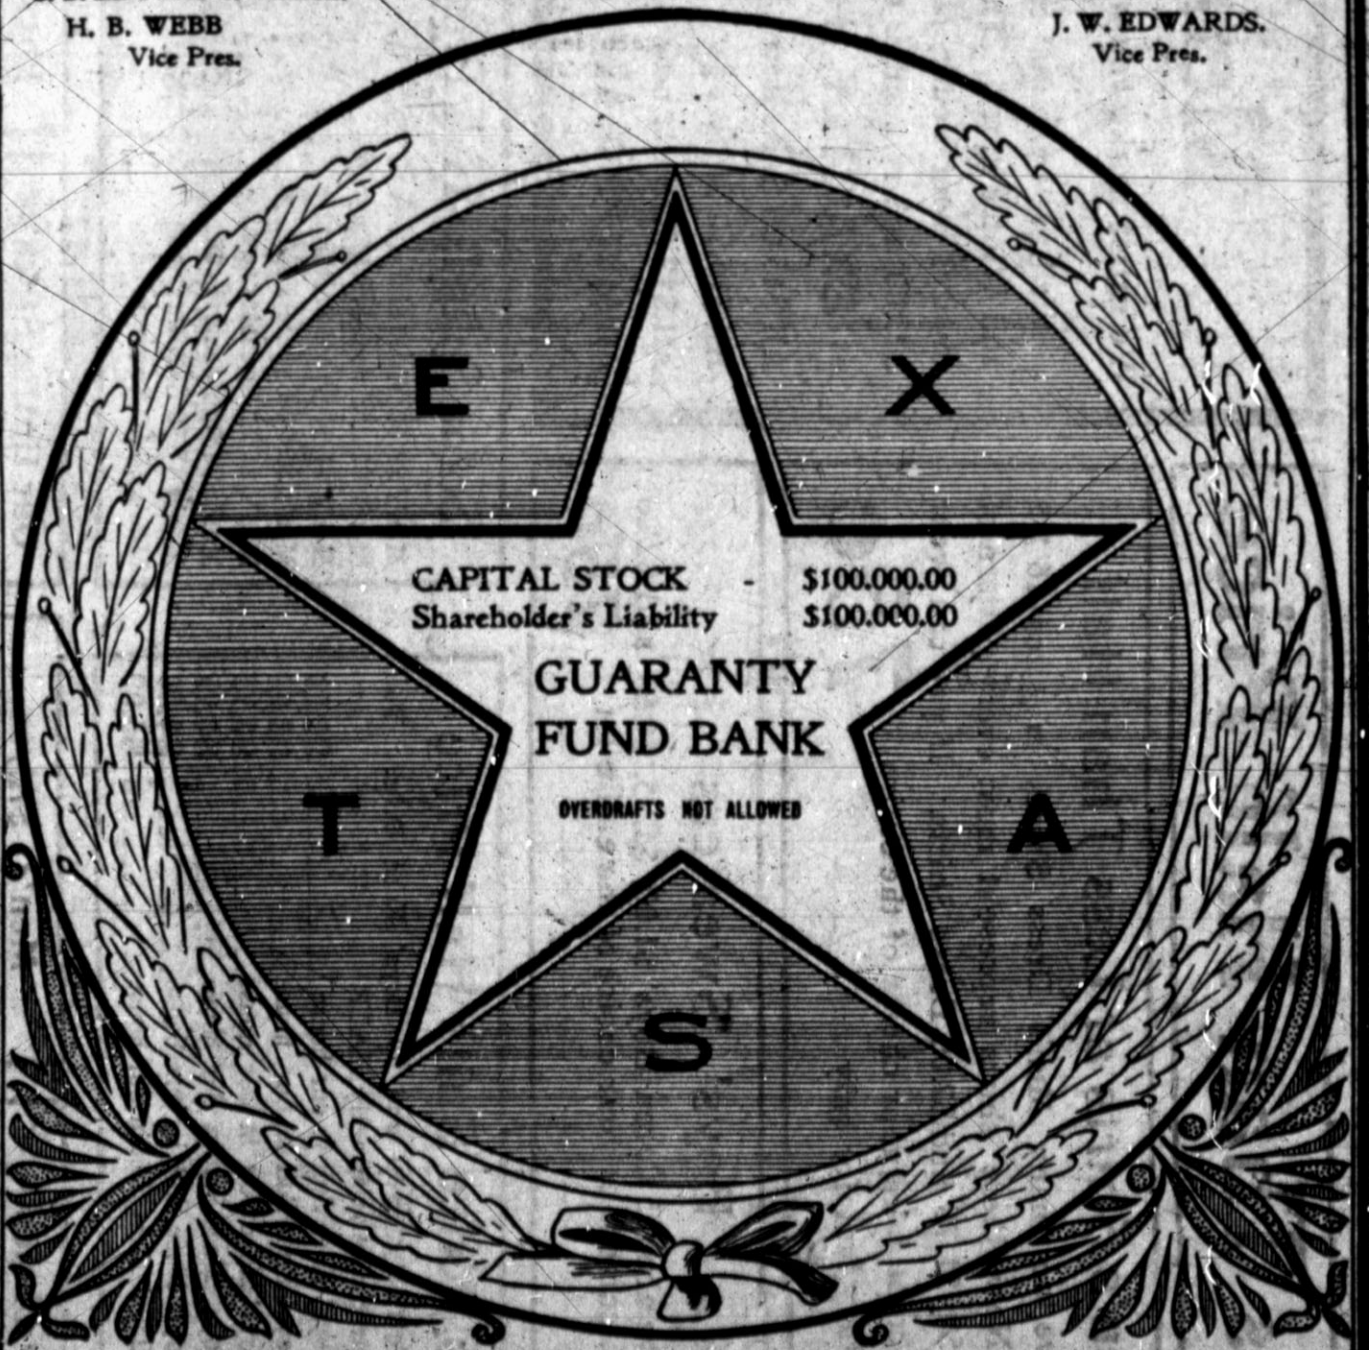 H. B. WEBB
Vice Pres.
J. W. EDWARDS.
Vice Pres.
T E X A S
CAPITAL STOCK - $100.000.00
Shareholder's Liability $100.000.00
GUARANTY
FUND BANK
OVERDRAFTS NOT ALLOWED